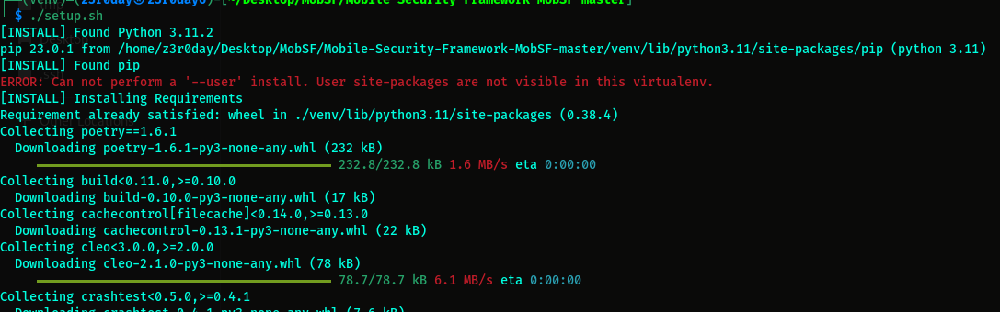 (venv)-(z3r0day㉿z3r0day0)-[~/Desktop/MobSF/Mobile-Security-Framework-MobSF-master]
$ ./setup.sh
[INSTALL] Found Python 3.11.2
pip 23.0.1 from /home/z3r0day/Desktop/MobSF/Mobile-Security-Framework-MobSF-master/venv/lib/python3.11/site-packages/pip (python 3.11)
[INSTALL] Found pip
ERROR: Can not perform a '--user' install. User site-packages are not visible in this virtualenv.
[INSTALL] Installing Requirements
Requirement already satisfied: wheel in ./venv/lib/python3.11/site-packages (0.38.4)
Collecting poetry==1.6.1
Downloading poetry-1.6.1-py3-none-any.whl (232 kB)
232.8/232.8 kB 1.6 MB/s eta 0:00:00
Collecting build<0.11.0,>=0.10.0
Downloading build-0.10.0-py3-none-any.whl (17 kB)
Collecting cachecontrol[filecache]<0.14.0,>=0.13.0
Downloading cachecontrol-0.13.1-py3-none-any.whl (22 kB)
Collecting cleo<3.0.0,>=2.0.0
Downloading cleo-2.1.0-py3-none-any.whl (78 kB)
78.7/78.7 kB 6.1 MB/s eta 0:00:00
Collecting crashtest<0.5.0,>=0.4.1
Downloading crashtest-0.4.1-py3-none-any.whl (7.6 kB)